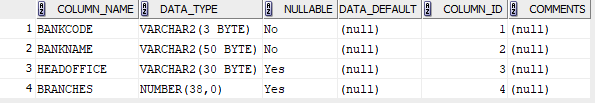 COLUMN_NAME DATA_TYPE NULLABLE DATA_DEFAULT COLUMN_ID COMMENTS
1 BANKCODE VARCHAR2(3 BYTE) No (null) 1 (null)
2 BANKNAME VARCHAR2(50 BYTE) No (null) 2 (null)
3 HEADOFFICE VARCHAR2(30 BYTE) Yes (null) 3 (null)
4 BRANCHES NUMBER(38,0) Yes (null) 4 (null)